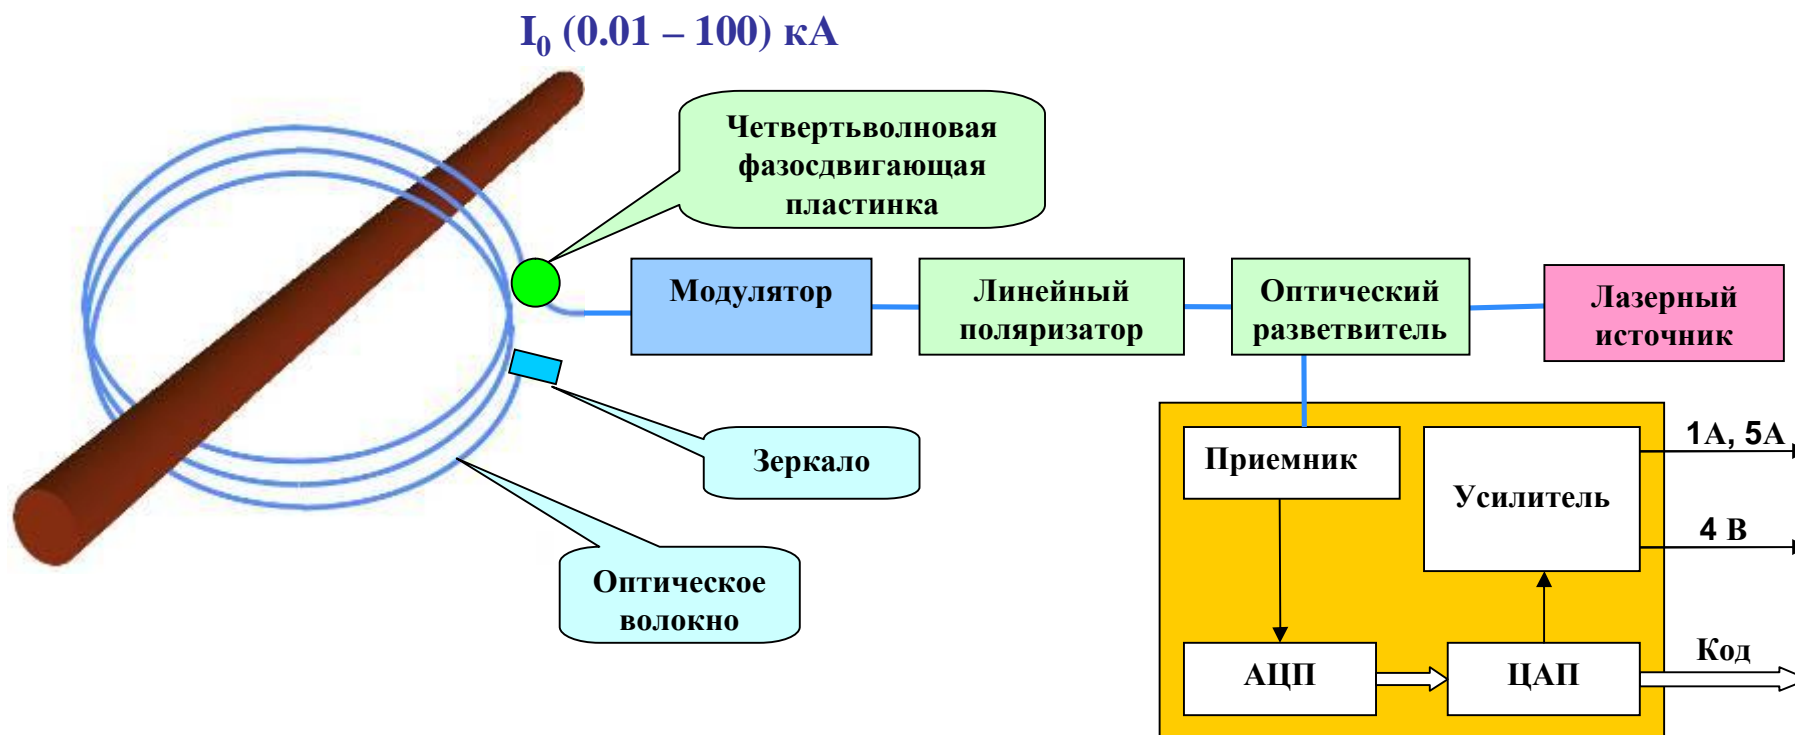 I₀ (0.01 – 100) кА
Четвертьволновая
фазосдвигающая
пластинка
Модулятор
Линейный
поляризатор
Оптический
разветвитель
Лазерный
источник
Зеркало
Оптическое
волокно
Приемник
Усилитель
1А, 5А
4 В
АЦП
ЦАП
Код